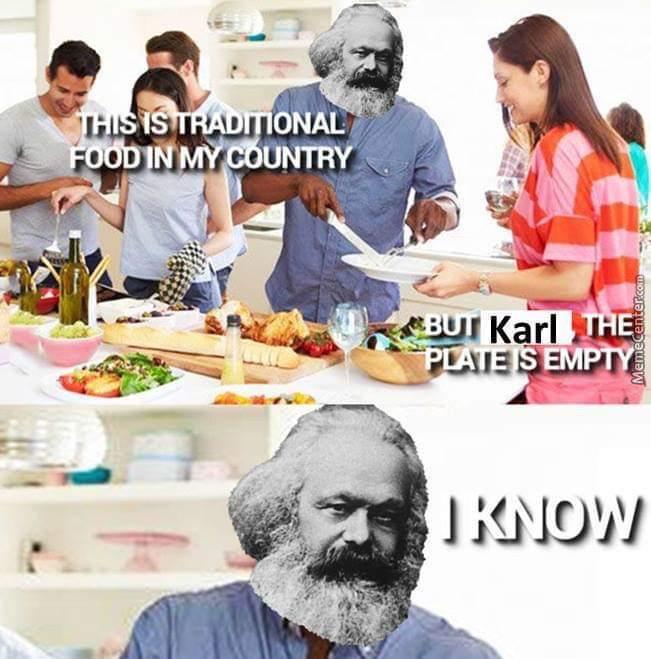 THIS IS TRADITIONAL
FOOD IN MY COUNTRY
BUT Karl, THE
PLATE IS EMPTY
MemeCenter.com
I KNOW